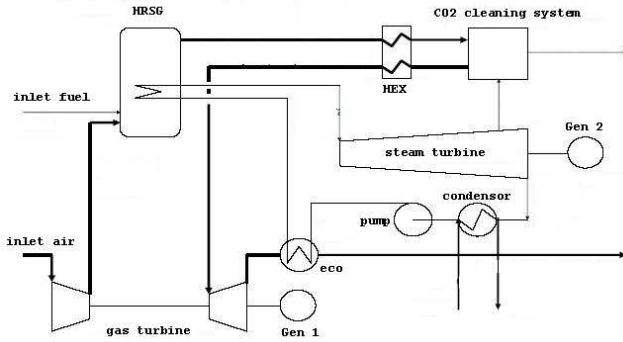 HRSG
CO2 cleaning system
HEX
inlet fuel
Gen 2
steam turbine
condensor
pump
inlet air
eco
gas turbine
Gen 1